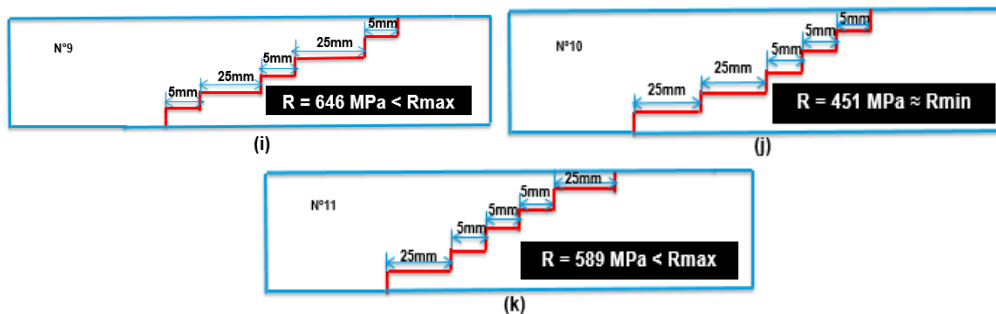 5mm
25mm
N°9
5mm
25mm
5mm
R = 646 MPa < Rmax
(i)
5mm
N°10
5mm
5mm
25mm
25mm
R = 451 MPa ≈ Rmin
(j)
25mm
5mm
N°11
5mm
5mm
25mm
R = 589 MPa < Rmax
(k)